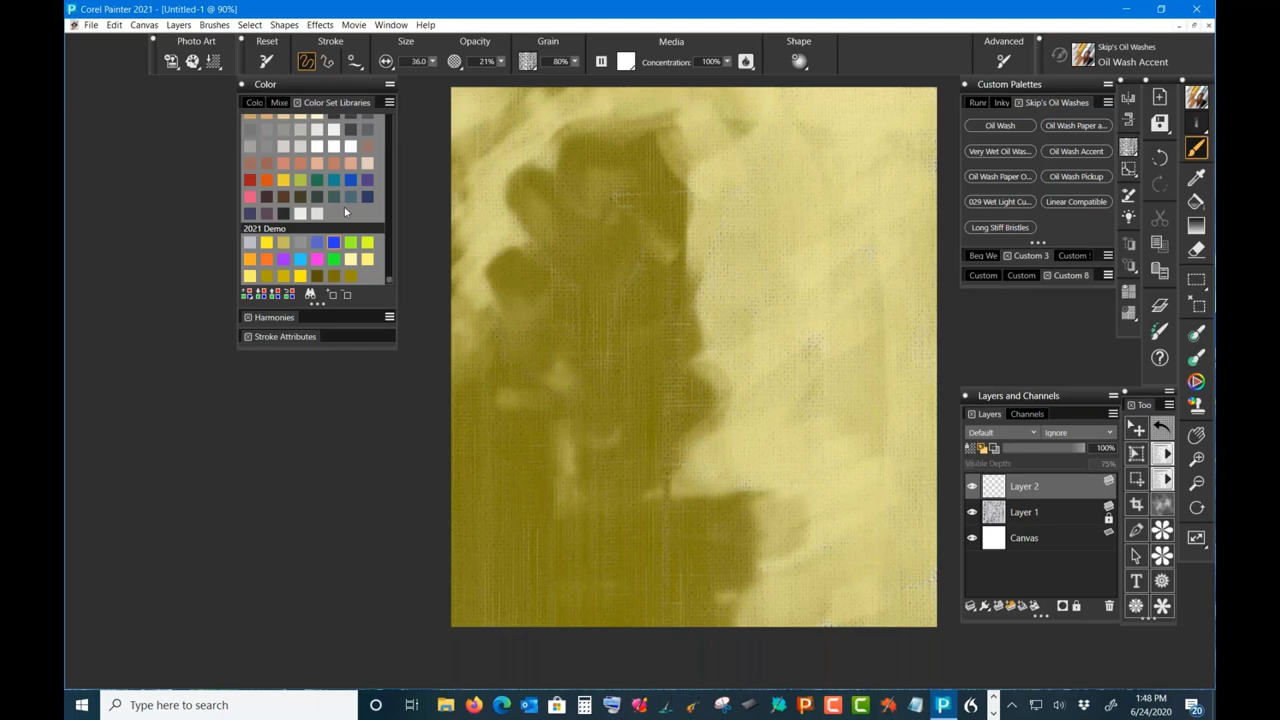 Corel Painter 2021 - [Untitled-1 @ 90%]
File Edit Canvas Layers Brushes Select Shapes Effects Movie Window Help
Photo Art Reset Stroke Size Opacity Grain Media Shape Advanced
36.0 21% 80% Concentration: 100%
Skip's Oil Washes
Oil Wash Accent
Color
Colo Mixe Color Set Libraries
2021 Demo
Harmonies
Stroke Attributes
Custom Palettes
Runr Inky Skip's Oil Washes
Oil Wash Oil Wash Paper a...
Very Wet Oil Was... Oil Wash Accent
Oil Wash Paper O... Oil Wash Pickup
029 Wet Light Cu... Linear Compatible
Long Stiff Bristles
Beq We Custom 3 Custom
Custom Custom Custom 8
Layers and Channels
Layers Channels
Default Ignore
100%
Visible Depth: 75%
Layer 2
Layer 1
Canvas
Too
T
Type here to search
1:48 PM
6/24/2020
20